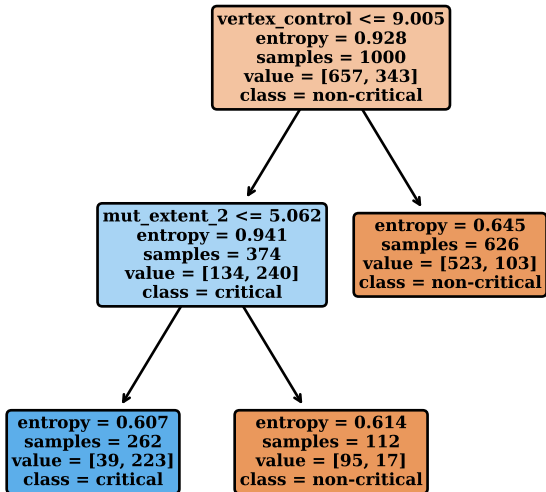 vertex_control <= 9.005
entropy = 0.928
samples = 1000
value = [657, 343]
class = non-critical
mut_extent_2 <= 5.062
entropy = 0.941
samples = 374
value = [134, 240]
class = critical
entropy = 0.645
samples = 626
value = [523, 103]
class = non-critical
entropy = 0.607
samples = 262
value = [39, 223]
class = critical
entropy = 0.614
samples = 112
value = [95, 17]
class = non-critical